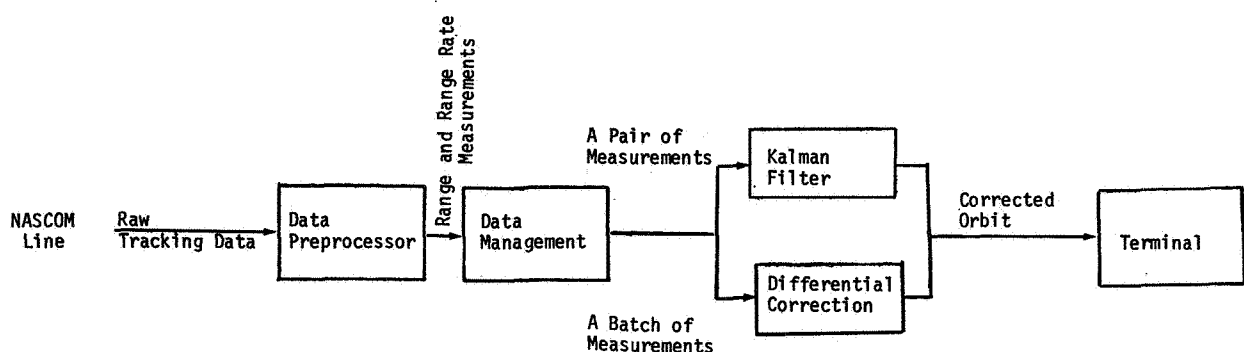 NASCOM
Line
Raw
Tracking Data
Data
Preprocessor
Range and Range Rate
Measurements
Data
Management
A Pair of
Measurements
Kalman
Filter
A Batch of
Measurements
Differential
Correction
Corrected
Orbit
Terminal